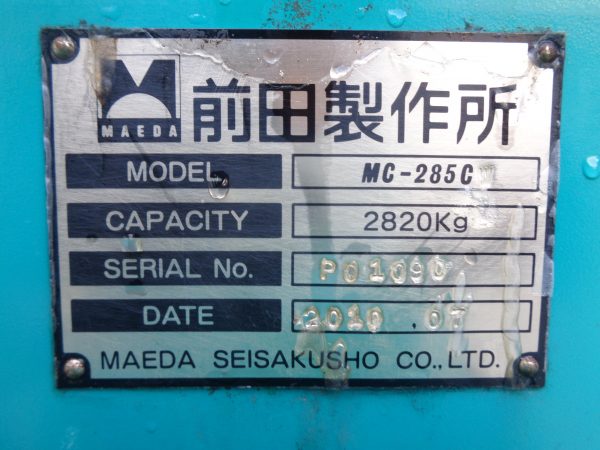 MAEDA 前田製作所
MODEL MC-285C
CAPACITY 2820Kg
SERIAL No. P01090
DATE 2010 .07
MAEDA SEISAKUSHO CO.,LTD.